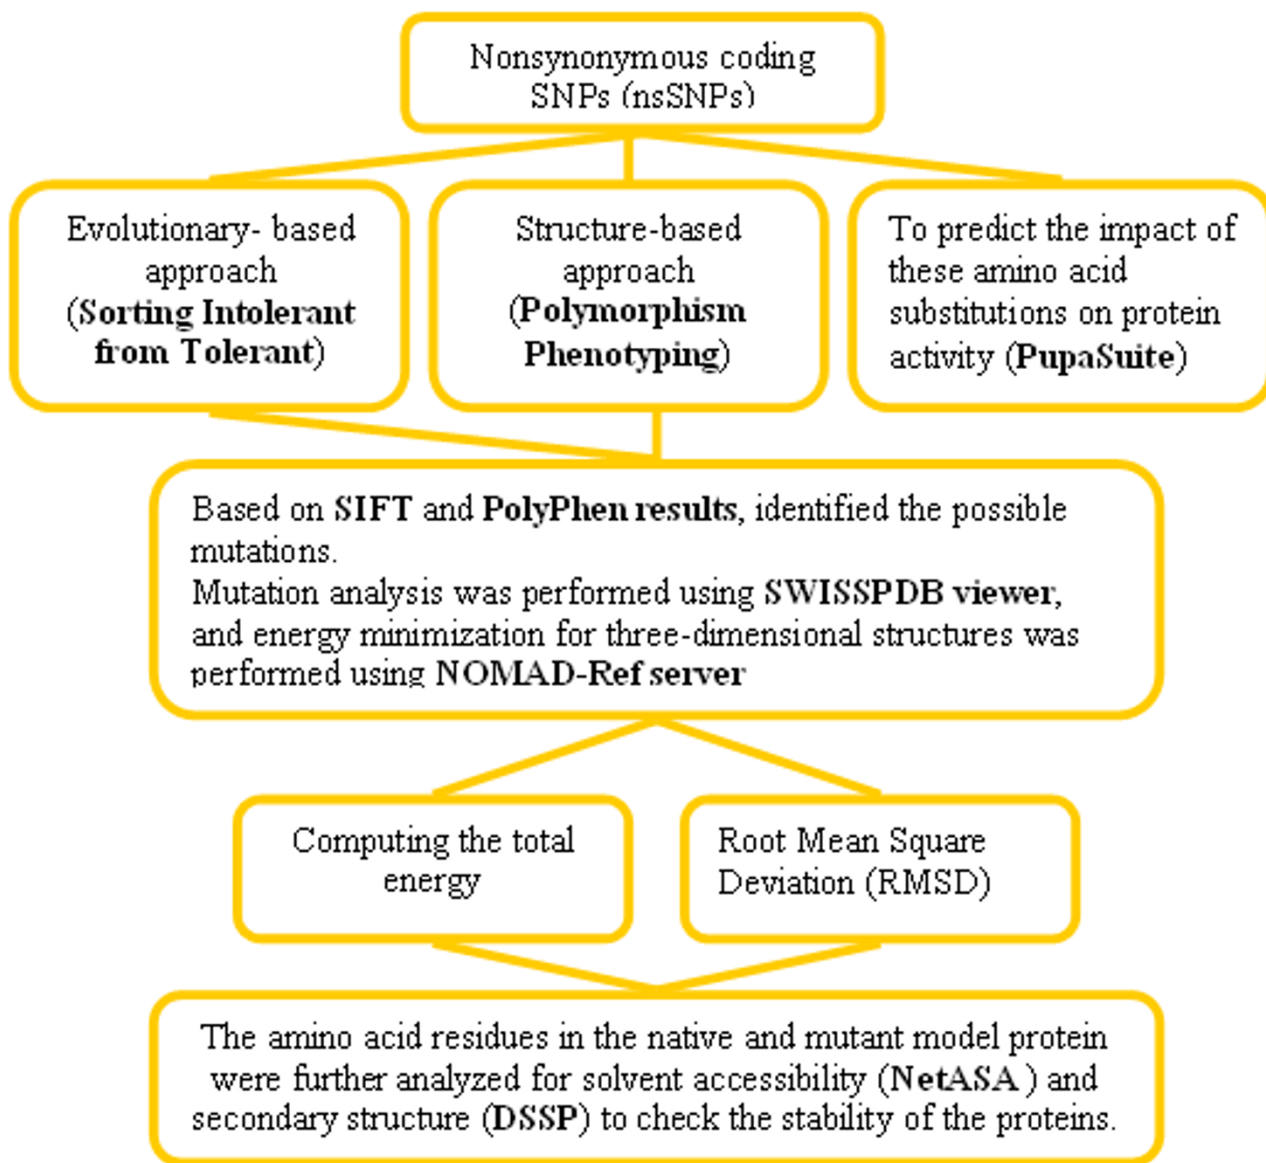 Nonsynonymous coding
SNPs (nsSNPs)
Evolutionary- based
approach
(Sorting Intolerant
from Tolerant)
Structure-based
approach
(Polymorphism
Phenotyping)
To predict the impact of
these amino acid
substitutions on protein
activity (PupaSuite)
Based on SIFT and PolyPhen results, identified the possible
mutations.
Mutation analysis was performed using SWISSPDB viewer,
and energy minimization for three-dimensional structures was
performed using NOMAD-Ref server
Computing the total
energy
Root Mean Square
Deviation (RMSD)
The amino acid residues in the native and mutant model protein
were further analyzed for solvent accessibility (NetASA ) and
secondary structure (DSSP) to check the stability of the proteins.